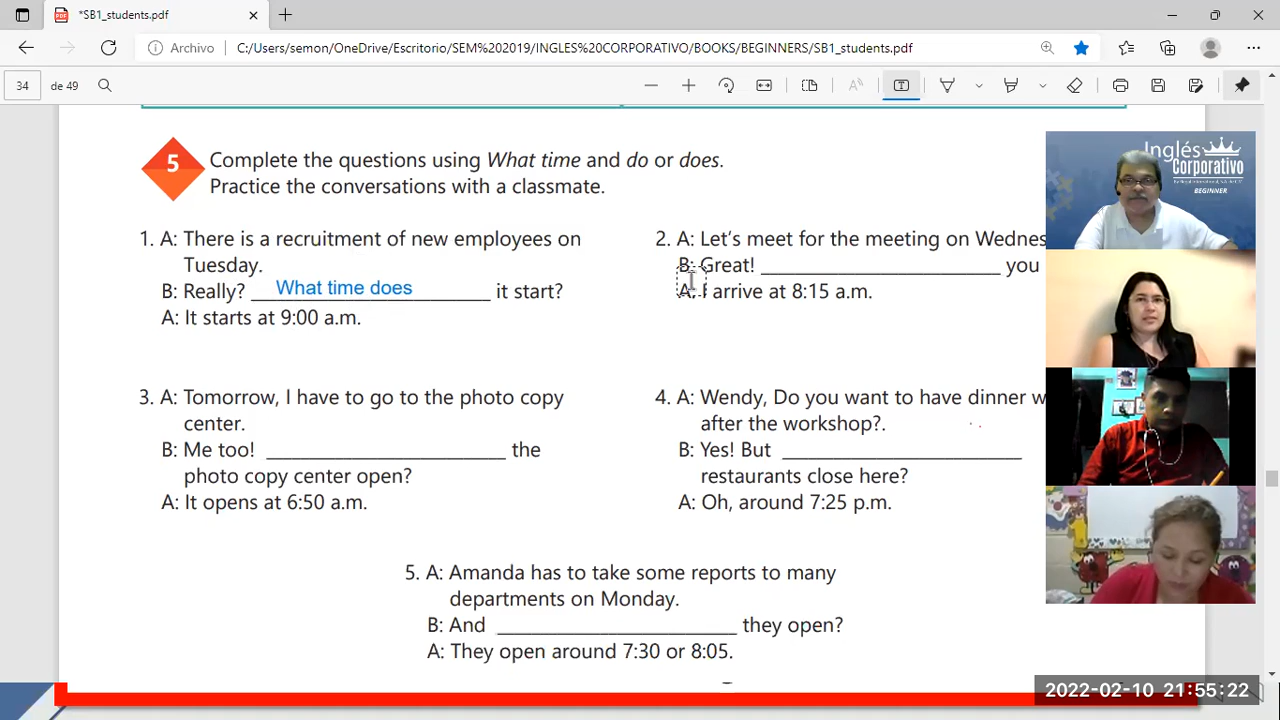 *SB1_students.pdf
Archivo
C:/Users/semon/OneDrive/Escritorio/SEM%202019/INGLES%20CORPORATIVO/BOOKS/BEGINNERS/SB1_students.pdf
34
de 49
5
Complete the questions using What time and do or does.
Practice the conversations with a classmate.
1. A: There is a recruitment of new employees on
Tuesday.
B: Really? What time does it start?
A: It starts at 9:00 a.m.
2. A: Let's meet for the meeting on Wednes
B: Great! ______________________ you
A: I arrive at 8:15 a.m.
3. A: Tomorrow, I have to go to the photo copy
center.
B: Me too! ______________________ the
photo copy center open?
A: It opens at 6:50 a.m.
4. A: Wendy, Do you want to have dinner w
after the workshop?.
B: Yes! But ______________________
restaurants close here?
A: Oh, around 7:25 p.m.
5. A: Amanda has to take some reports to many
departments on Monday.
B: And ______________________ they open?
A: They open around 7:30 or 8:05.
Inglés
Corporativo
BEGINNER
2022-02-10 21:55:22